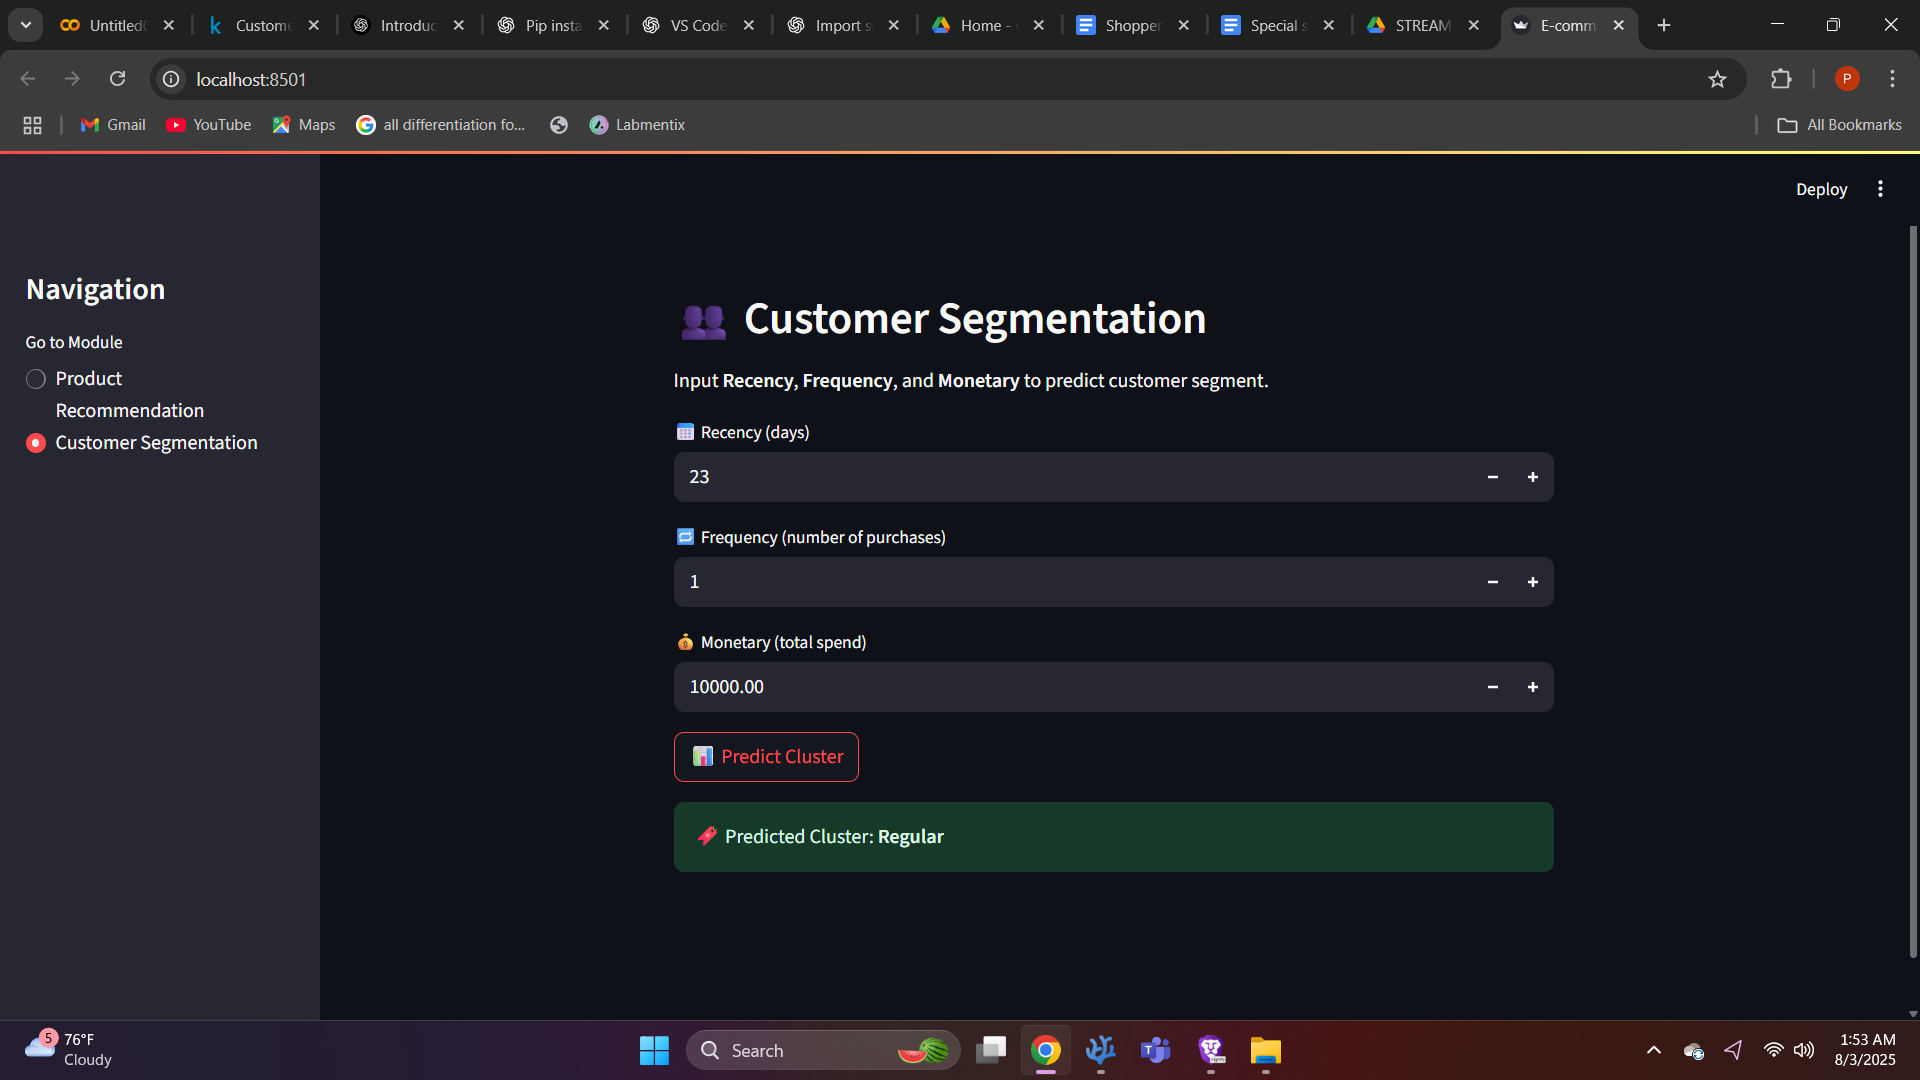 Untitled
Custome
Introduc
Pip insta
VS Code
Import s
Home -
Shopper
Special s
STREAM
E-comm
localhost:8501
P
Gmail
YouTube
Maps
all differentiation fo...
Labmentix
All Bookmarks
Deploy
Navigation
Go to Module
Product
Recommendation
Customer Segmentation
Customer Segmentation
Input Recency, Frequency, and Monetary to predict customer segment.
Recency (days)
23
Frequency (number of purchases)
1
Monetary (total spend)
10000.00
Predict Cluster
Predicted Cluster: Regular
5
76°F
Cloudy
Search
1:53 AM
8/3/2025